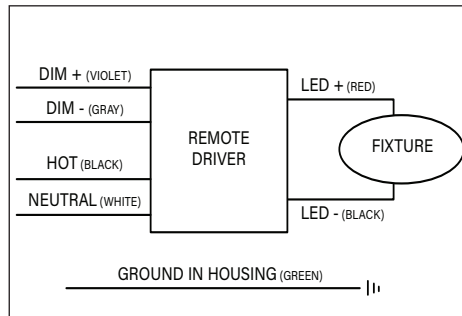 DIM + (VIOLET)
DIM - (GRAY)
HOT (BLACK)
NEUTRAL (WHITE)
REMOTE
DRIVER
LED + (RED)
FIXTURE
LED - (BLACK)
GROUND IN HOUSING (GREEN)